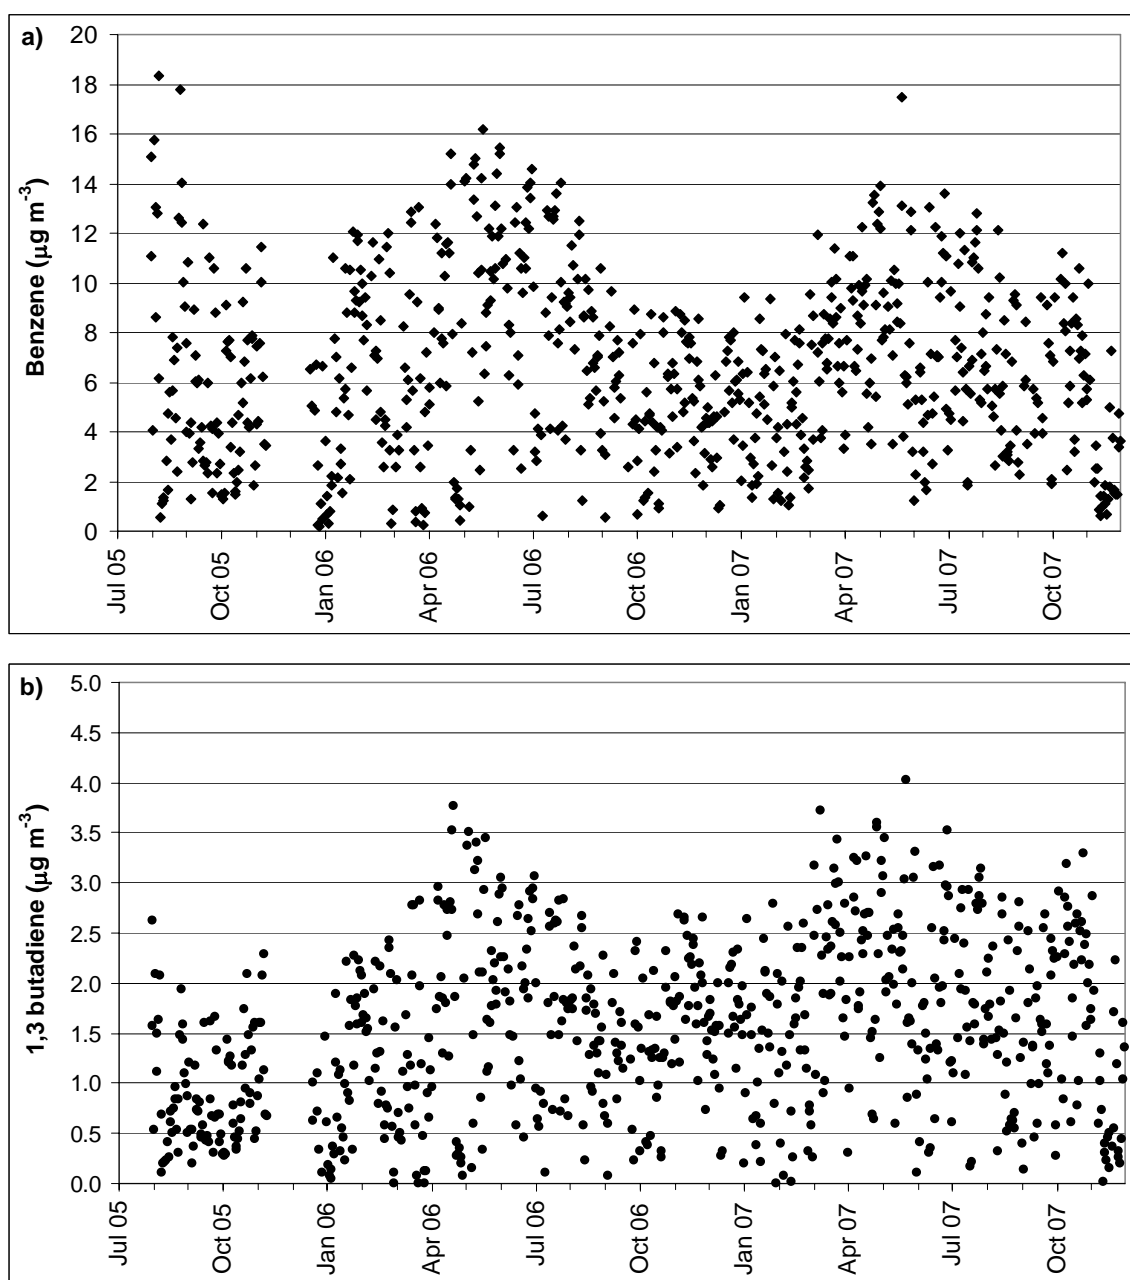 a)
Benzene (µg m-3)
20
18
16
14
12
10
8
6
4
2
0
Jul 05
Oct 05
Jan 06
Apr 06
Jul 06
Oct 06
Jan 07
Apr 07
Jul 07
Oct 07
b)
1,3 butadiene (µg m-3)
5.0
4.5
4.0
3.5
3.0
2.5
2.0
1.5
1.0
0.5
0.0
Jul 05
Oct 05
Jan 06
Apr 06
Jul 06
Oct 06
Jan 07
Apr 07
Jul 07
Oct 07